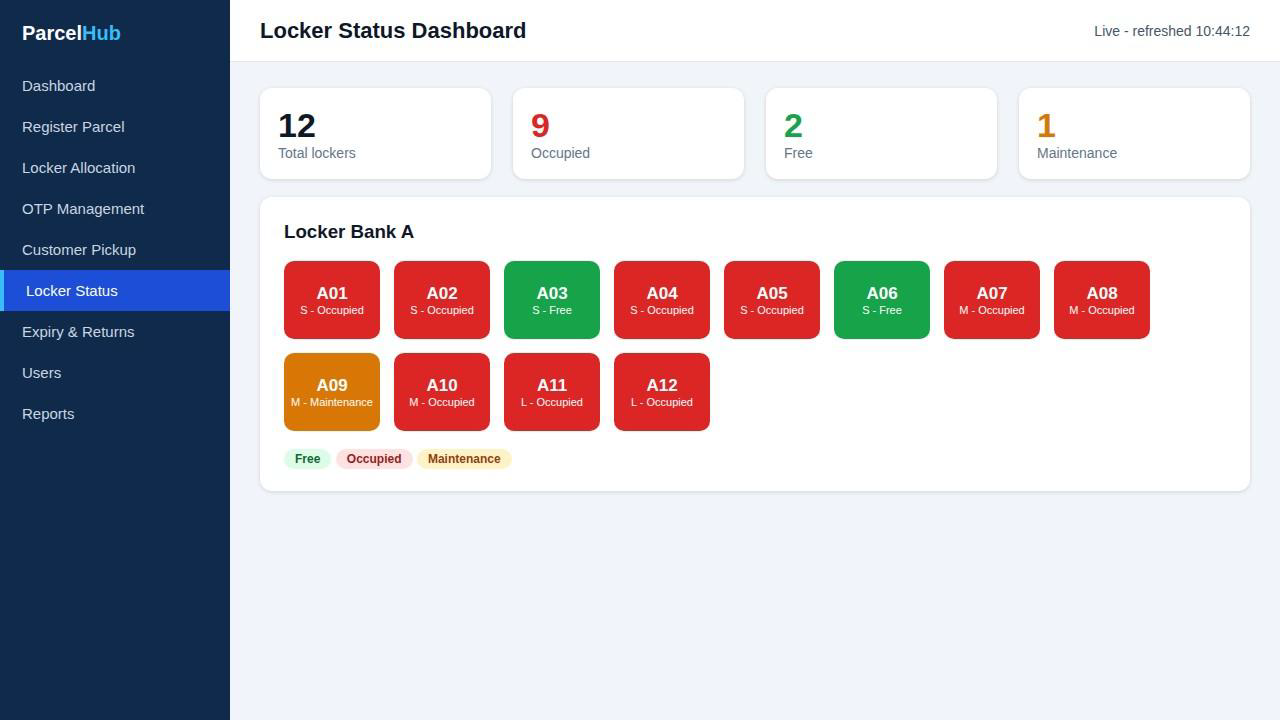 ParcelHub
Dashboard
Register Parcel
Locker Allocation
OTP Management
Customer Pickup
Locker Status
Expiry & Returns
Users
Reports
Locker Status Dashboard
Live - refreshed 10:44:12
12
Total lockers
9
Occupied
2
Free
1
Maintenance
Locker Bank A
A01
S - Occupied
A02
S - Occupied
A03
S - Free
A04
S - Occupied
A05
S - Occupied
A06
S - Free
A07
M - Occupied
A08
M - Occupied
A09
M - Maintenance
A10
M - Occupied
A11
L - Occupied
A12
L - Occupied
Free Occupied Maintenance